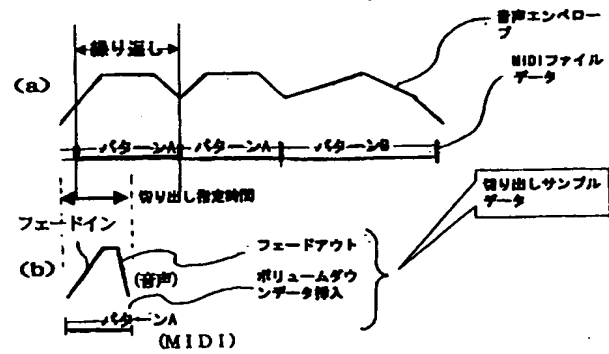 音声エンベロー
プ
繰り返し
MIDIファイル
データ
(a)
パターンA
パターンA
パターンB
切り出し指定時間
切り出しサンプル
データ
フェードイン
フェードアウト
(b)
(音声)
ボリュームダウ
ンデータ挿入
パターンA
(MIDI)